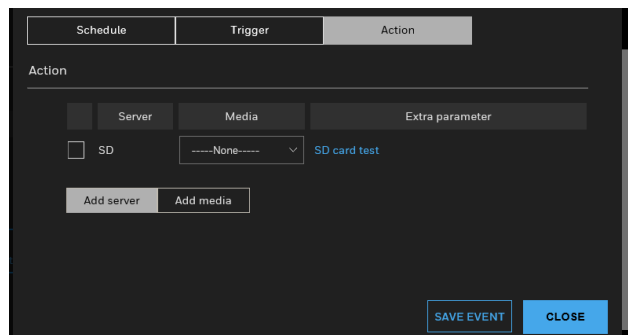 Schedule Trigger Action
Action
Server Media Extra parameter
SD -----None----- SD card test
Add server Add media
SAVE EVENT CLOSE